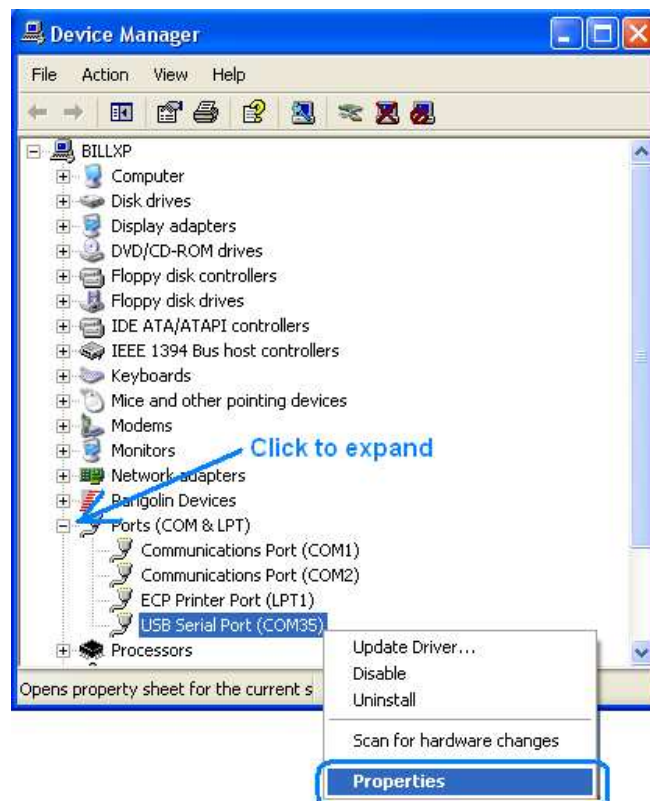 Device Manager
File Action View Help
BILLXP
Computer
Disk drives
Display adapters
DVD/CD-ROM drives
Floppy disk controllers
Floppy disk drives
IDE ATA/ATAPI controllers
IEEE 1394 Bus host controllers
Keyboards
Mice and other pointing devices
Modems
Monitors
Click to expand
Network adapters
Pangolin Devices
Ports (COM & LPT)
Communications Port (COM1)
Communications Port (COM2)
ECP Printer Port (LPT1)
USB Serial Port (COM35)
Processors
Opens property sheet for the current s
Update Driver...
Disable
Uninstall
Scan for hardware changes
Properties